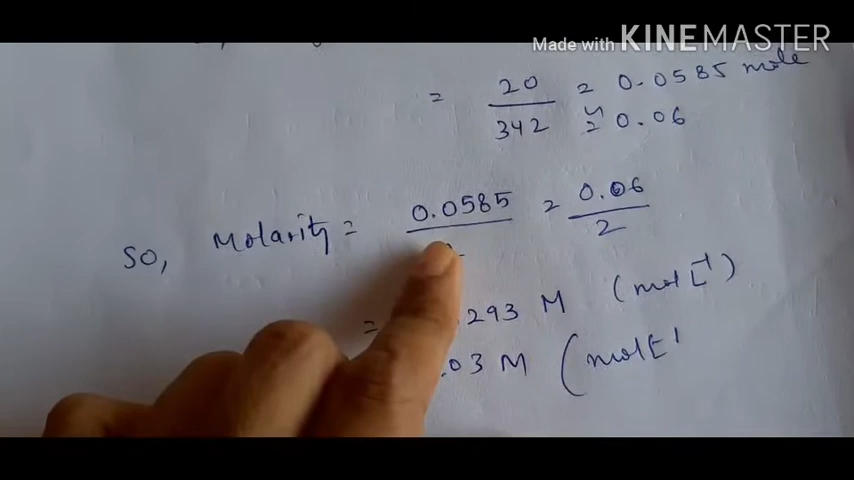 Made with KINEMASTER
= 20/342 = 0.0585 mole
≈ 0.06
So, Molarity = 0.0585/ = 0.06/2
= .293 M (mol L⁻¹)
.03 M (mol L⁻¹